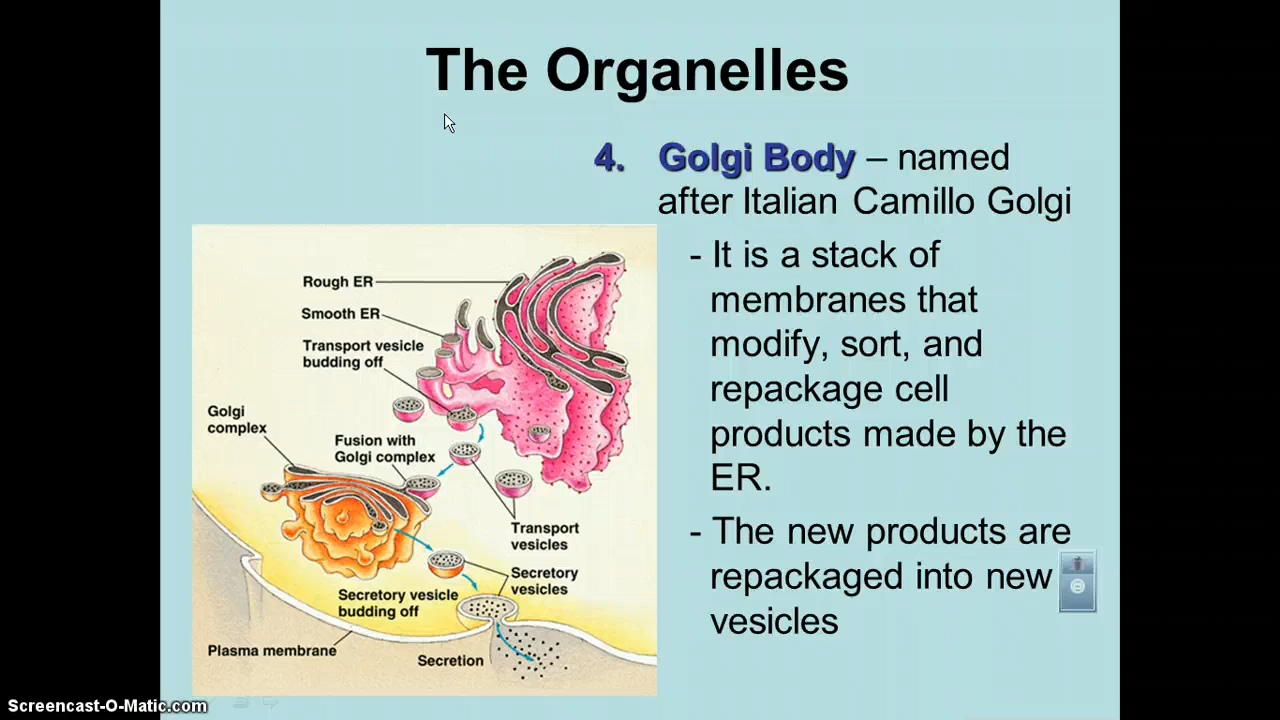 The Organelles
4. Golgi Body – named
after Italian Camillo Golgi
- It is a stack of
membranes that
modify, sort, and
repackage cell
products made by the
ER.
- The new products are
repackaged into new
vesicles
Rough ER
Smooth ER
Transport vesicle
budding off
Golgi
complex
Fusion with
Golgi complex
Transport
vesicles
Secretory
vesicles
Secretory vesicle
budding off
Plasma membrane
Secretion
Screencast-O-Matic.com